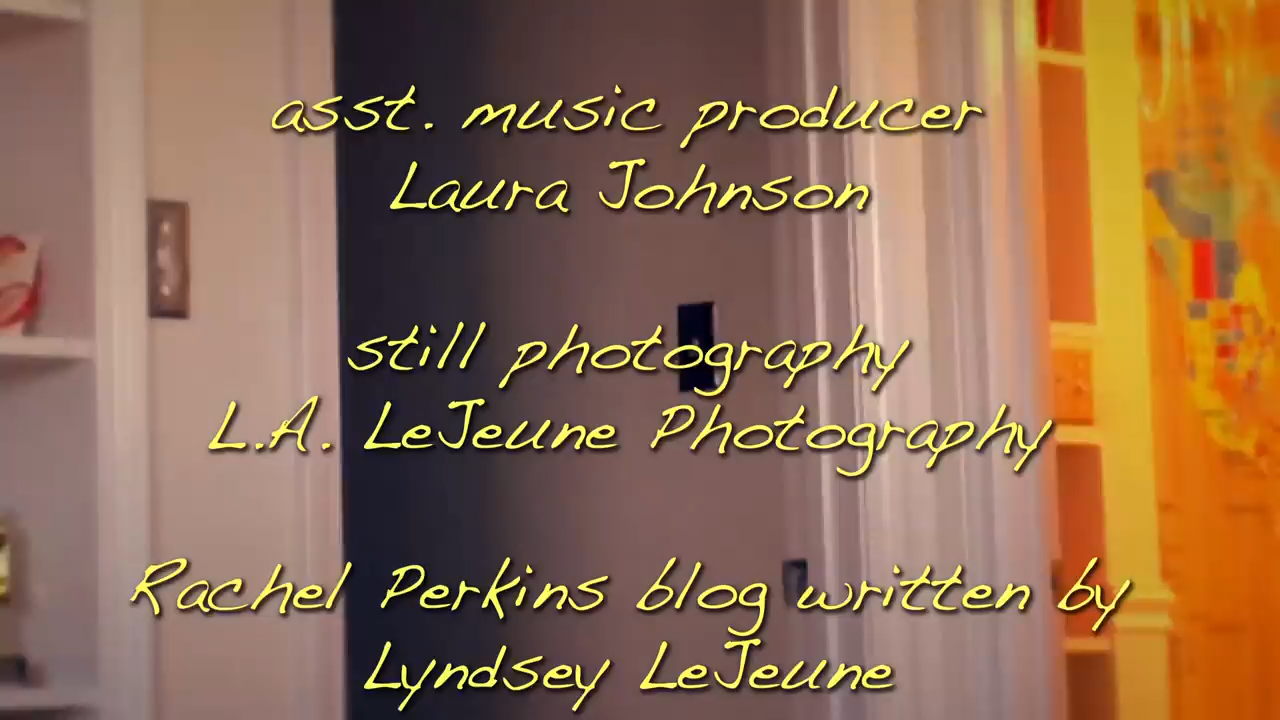 asst. music producer
Laura Johnson
still photography
L.A. LeJeune Photography
Rachel Perkins blog written by
Lyndsey LeJeune